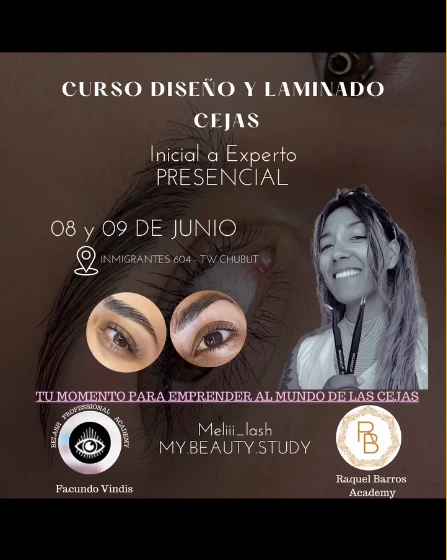 CURSO DISEÑO Y LAMINADO
CEJAS
Inicial a Experto
PRESENCIAL
08 y 09 DE JUNIO
INMIGRANTES 604 - TW.CHUBUT
TU MOMENTO PARA EMPRENDER AL MUNDO DE LAS CEJAS
BELASH PROFESSIONAL ACADEMY
Meliii_lash
MY.BEAUTY.STUDY
RB
Facundo Vindis
Raquel Barros
Academy